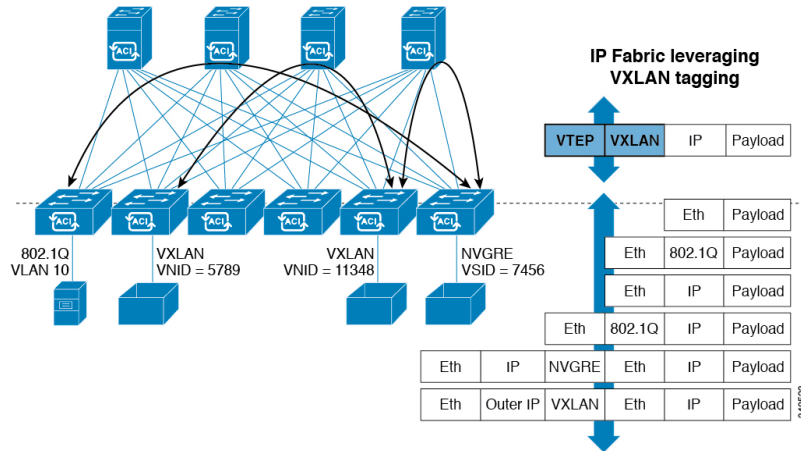 ACI
ACI
ACI
ACI
IP Fabric leveraging
VXLAN tagging
VTEP VXLAN IP Payload
ACI
ACI
ACI
ACI
ACI
ACI
802.1Q
VLAN 10
VXLAN
VNID = 5789
VXLAN
VNID = 11348
NVGRE
VSID = 7456
Eth Payload
Eth 802.1Q Payload
Eth IP Payload
Eth 802.1Q IP Payload
Eth IP NVGRE Eth IP Payload
Eth Outer IP VXLAN Eth IP Payload